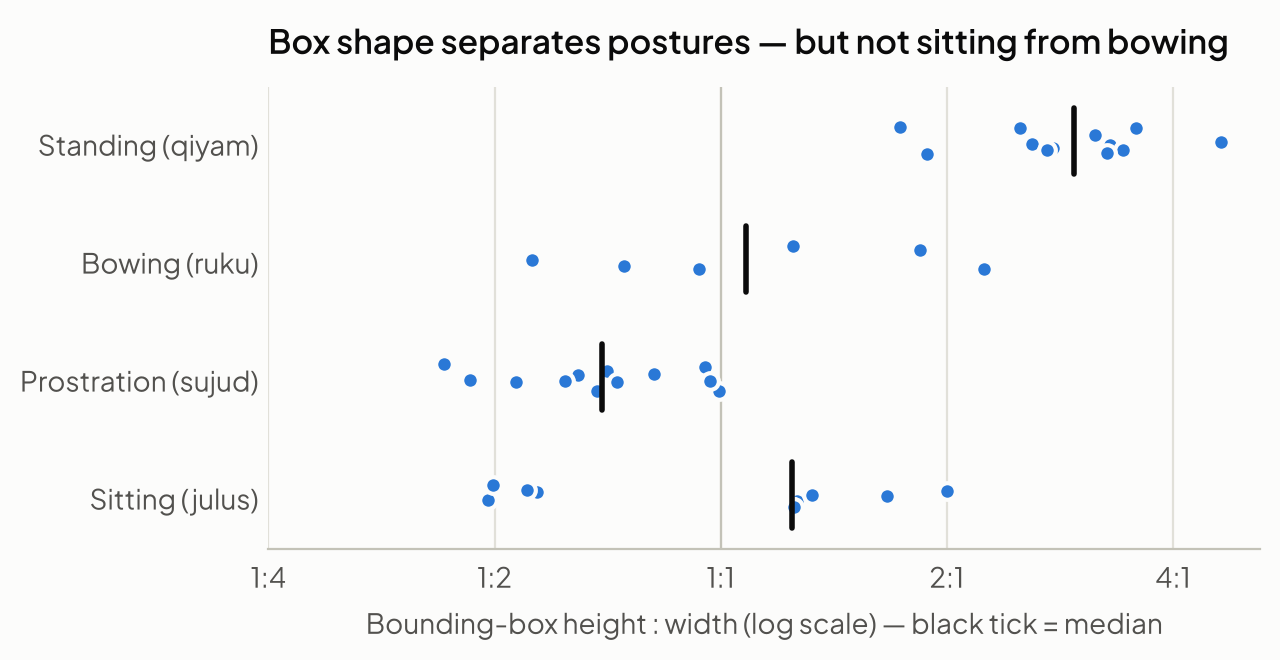 Box shape separates postures — but not sitting from bowing
Standing (qiyam)
Bowing (ruku)
Prostration (sujud)
Sitting (julus)
1:4 1:2 1:1 2:1 4:1
Bounding-box height : width (log scale) — black tick = median